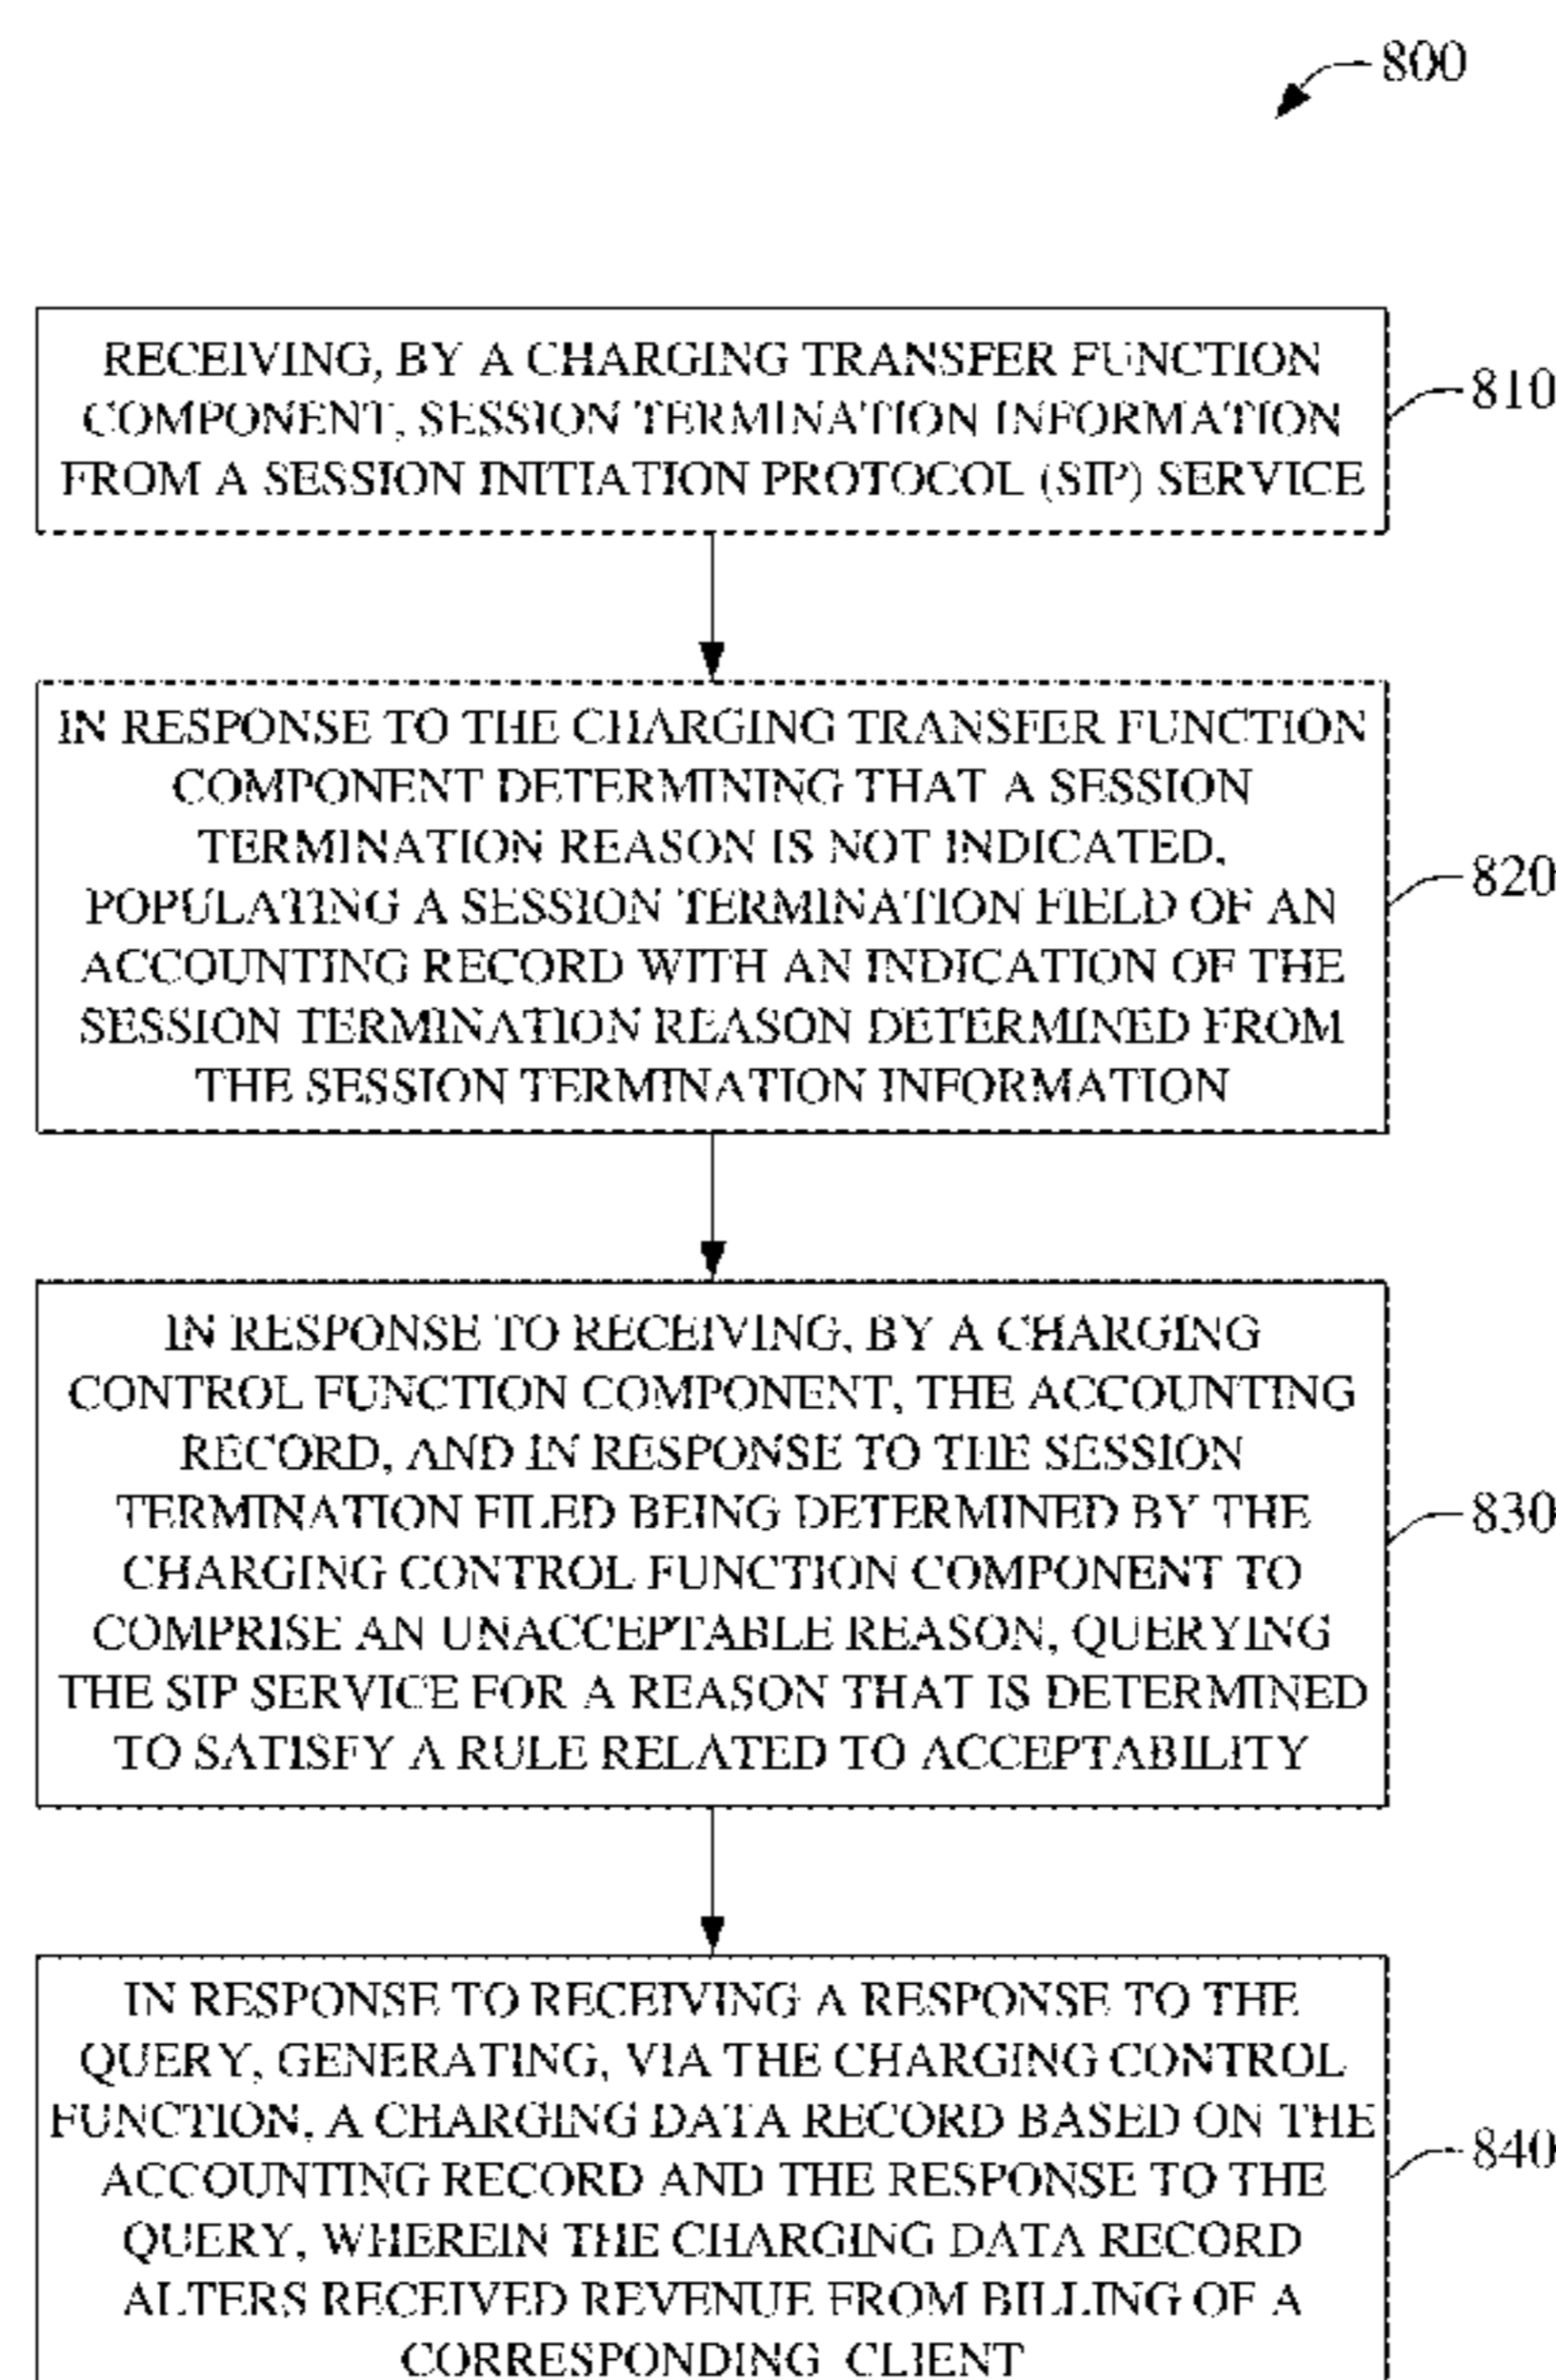 800
RECEIVING, BY A CHARGING TRANSFER FUNCTION
COMPONENT, SESSION TERMINATION INFORMATION
FROM A SESSION INITIATION PROTOCOL (SIP) SERVICE
810
IN RESPONSE TO THE CHARGING TRANSFER FUNCTION
COMPONENT DETERMINING THAT A SESSION
TERMINATION REASON IS NOT INDICATED,
POPULATING A SESSION TERMINATION FIELD OF AN
ACCOUNTING RECORD WITH AN INDICATION OF THE
SESSION TERMINATION REASON DETERMINED FROM
THE SESSION TERMINATION INFORMATION
820
IN RESPONSE TO RECEIVING, BY A CHARGING
CONTROL FUNCTION COMPONENT, THE ACCOUNTING
RECORD, AND IN RESPONSE TO THE SESSION
TERMINATION FILED BEING DETERMINED BY THE
CHARGING CONTROL FUNCTION COMPONENT TO
COMPRISE AN UNACCEPTABLE REASON, QUERYING
THE SIP SERVICE FOR A REASON THAT IS DETERMINED
TO SATISFY A RULE RELATED TO ACCEPTABILITY
830
IN RESPONSE TO RECEIVING A RESPONSE TO THE
QUERY, GENERATING, VIA THE CHARGING CONTROL
FUNCTION, A CHARGING DATA RECORD BASED ON THE
ACCOUNTING RECORD AND THE RESPONSE TO THE
QUERY, WHEREIN THE CHARGING DATA RECORD
ALTERS RECEIVED REVENUE FROM BILLING OF A
CORRESPONDING CLIENT
840